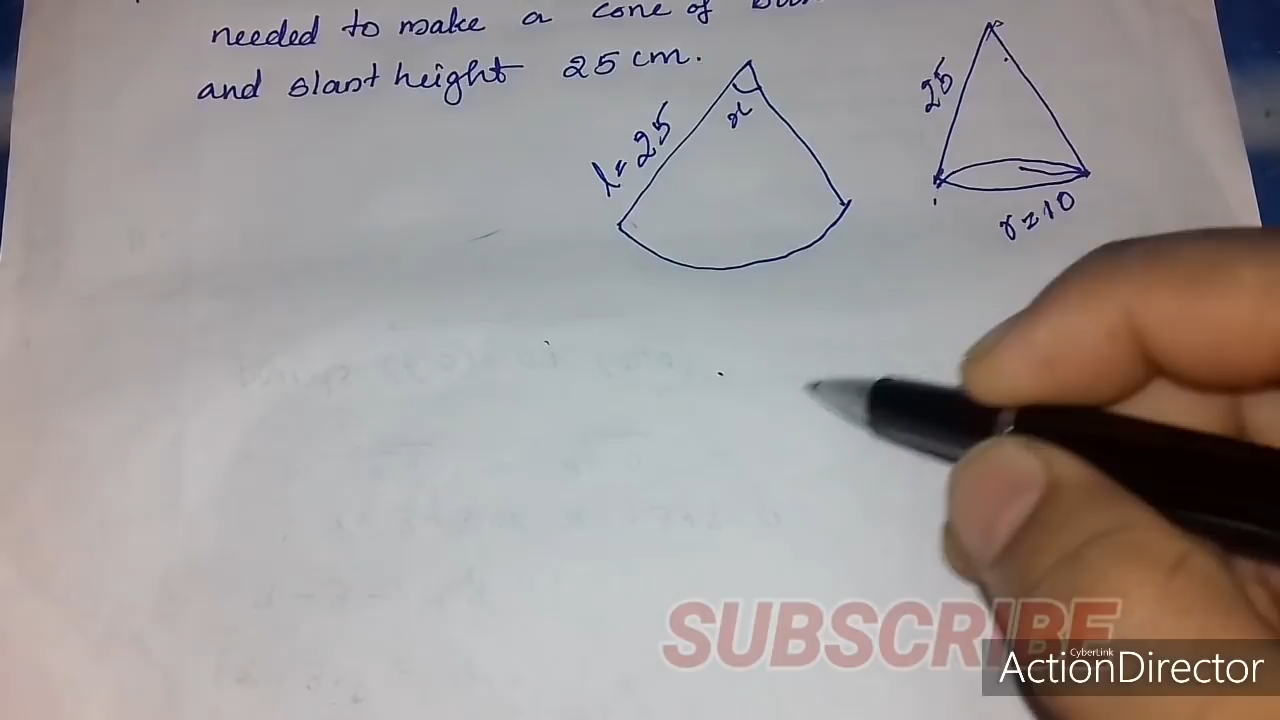 needed to make a cone of
and slant height 25 cm.
l = 25
x
25
r = 10
SUBSCRIBE
CyberLink
ActionDirector